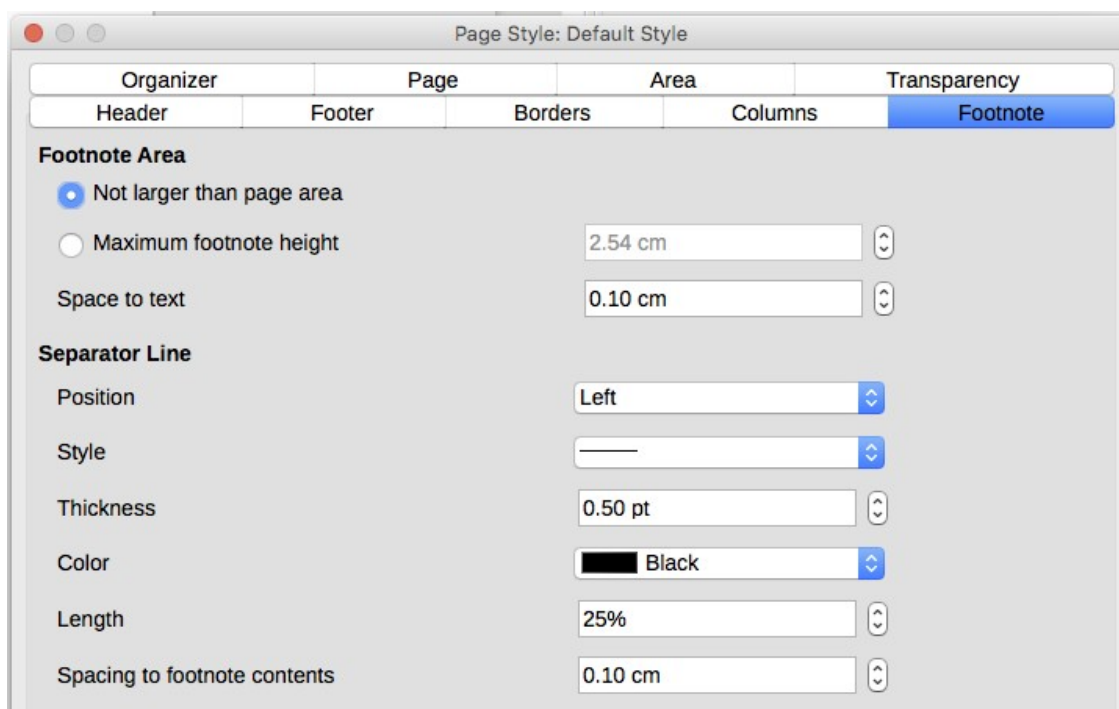 Page Style: Default Style
Organizer Page Area Transparency
Header Footer Borders Columns Footnote
Footnote Area
Not larger than page area
Maximum footnote height 2.54 cm
Space to text 0.10 cm
Separator Line
Position Left
Style
Thickness 0.50 pt
Color Black
Length 25%
Spacing to footnote contents 0.10 cm